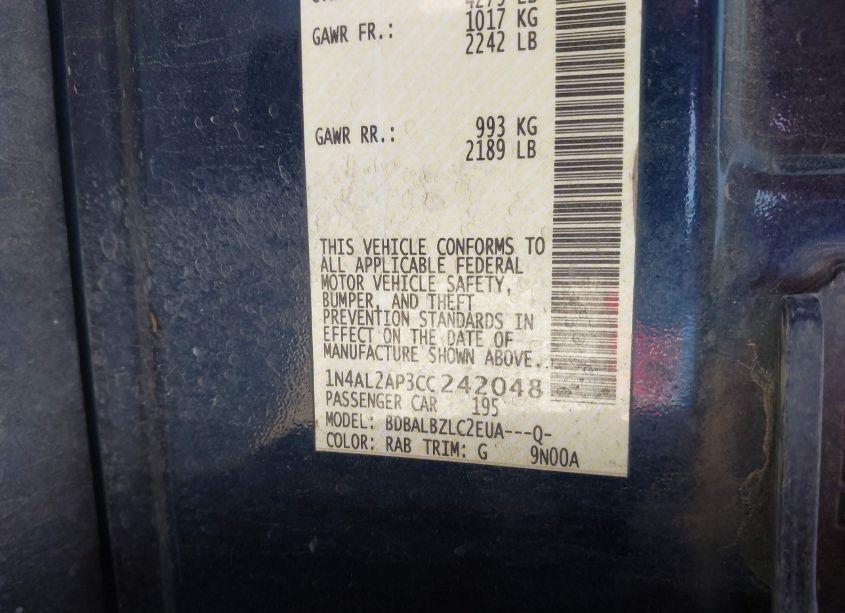 4275 LB
GAWR FR.: 1017 KG
2242 LB
GAWR RR.: 993 KG
2189 LB
THIS VEHICLE CONFORMS TO
ALL APPLICABLE FEDERAL
MOTOR VEHICLE SAFETY,
BUMPER, AND THEFT
PREVENTION STANDARDS IN
EFFECT ON THE DATE OF
MANUFACTURE SHOWN ABOVE.
1N4AL2AP3CC242048
PASSENGER CAR 195
MODEL: BDBALBZLC2EUA---Q-
COLOR: RAB TRIM: G 9N00A